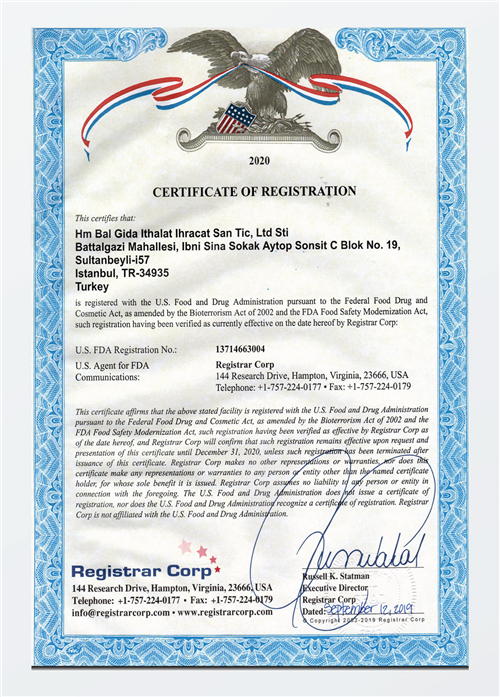 2020
CERTIFICATE OF REGISTRATION
This certifies that:
Hm Bal Gida Ithalat Ihracat San Tic, Ltd Sti
Battalgazi Mahallesi, Ibni Sina Sokak Aytop Sonsit C Blok No. 19,
Sultanbeyli-i57
Istanbul, TR-34935
Turkey
is registered with the U.S. Food and Drug Administration pursuant to the Federal Food Drug and
Cosmetic Act, as amended by the Bioterrorism Act of 2002 and the FDA Food Safety Modernization Act,
such registration having been verified as currently effective on the date hereof by Registrar Corp:
U.S. FDA Registration No.: 13714663004
U.S. Agent for FDA Registrar Corp
Communications: 144 Research Drive, Hampton, Virginia, 23666, USA
Telephone: +1-757-224-0177 • Fax: +1-757-224-0179
This certificate affirms that the above stated facility is registered with the U.S. Food and Drug Administration
pursuant to the Federal Food Drug and Cosmetic Act, as amended by the Bioterrorism Act of 2002 and the
FDA Food Safety Modernization Act, such registration having been verified as effective by Registrar Corp as
of the date hereof, and Registrar Corp will confirm that such registration remains effective upon request and
presentation of this certificate until December 31, 2020, unless such registration has been terminated after
issuance of this certificate. Registrar Corp makes no other representations or warranties, nor does this
certificate make any representations or warranties to any person or entity other than the named certificate
holder, for whose sole benefit it is issued. Registrar Corp assumes no liability to any person or entity in
connection with the foregoing. The U.S. Food and Drug Administration does not issue a certificate of
registration, nor does the U.S. Food and Drug Administration recognize a certificate of registration. Registrar
Corp is not affiliated with the U.S. Food and Drug Administration.
Registrar Corp
144 Research Drive, Hampton, Virginia, 23666, USA
Telephone: +1-757-224-0177 • Fax: +1-757-224-0179
info@registrarcorp.com • www.registrarcorp.com
Russell K. Statman
Executive Director
Registrar Corp
Dated: September 12, 2019
© Copyright 2002-2019 Registrar Corp